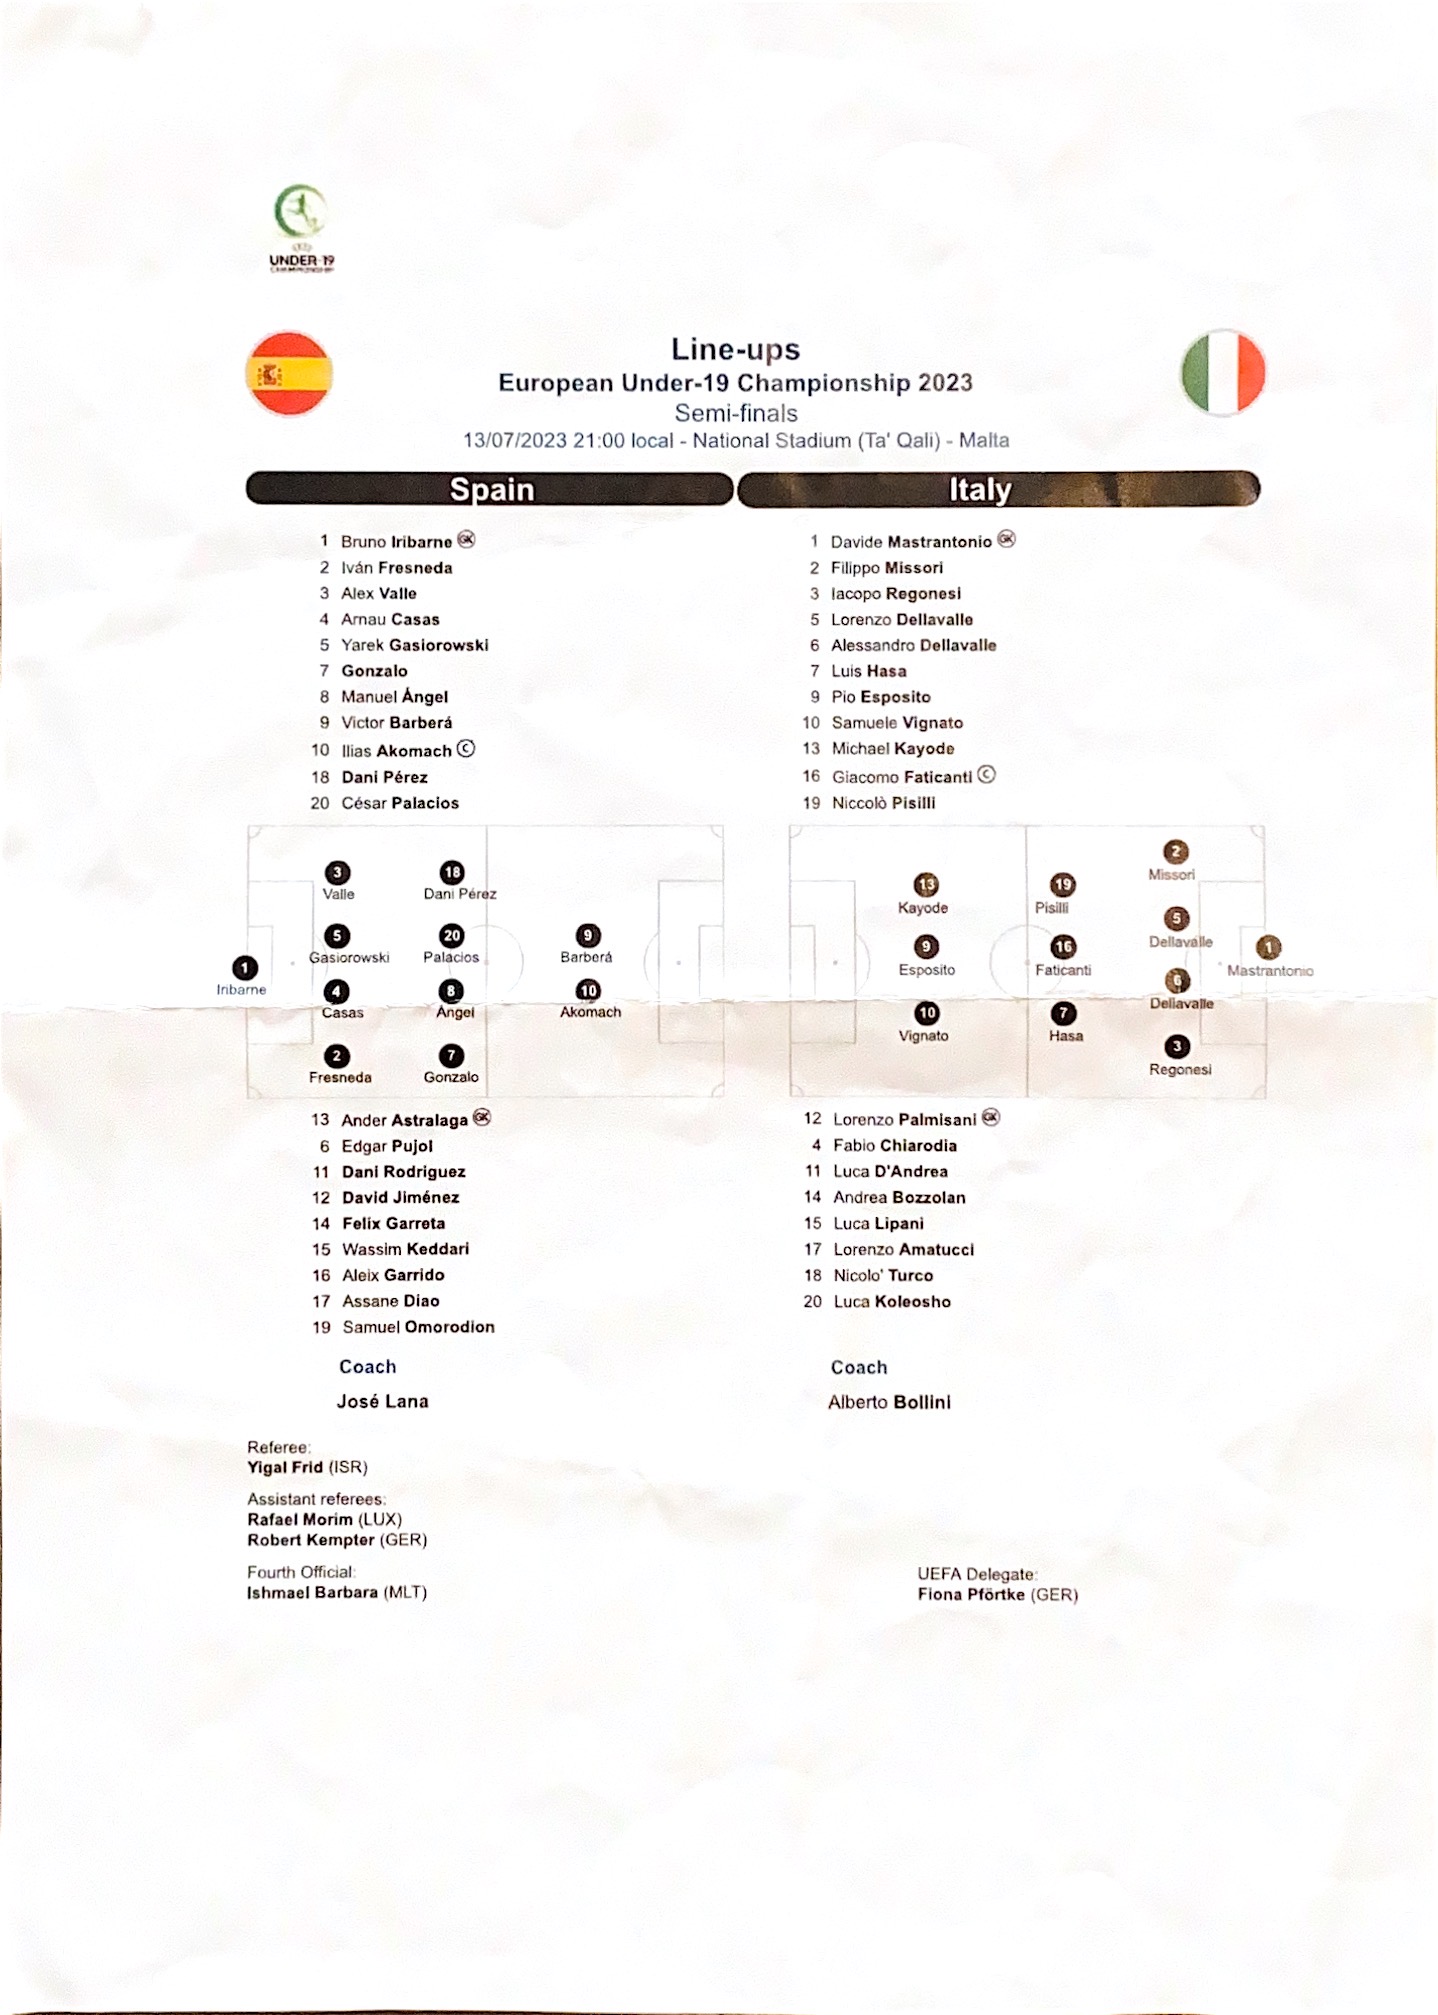 UNDER-19
CHAMPIONSHIP
Line-ups
European Under-19 Championship 2023
Semi-finals
13/07/2023 21:00 local - National Stadium (Ta' Qali) - Malta
Spain
1 Bruno Iribarne GK
2 Iván Fresneda
3 Alex Valle
4 Arnau Casas
5 Yarek Gasiorowski
7 Gonzalo
8 Manuel Ángel
9 Victor Barberá
10 Ilias Akomach C
18 Dani Pérez
20 César Palacios
Italy
1 Davide Mastrantonio GK
2 Filippo Missori
3 Iacopo Regonesi
5 Lorenzo Dellavalle
6 Alessandro Dellavalle
7 Luis Hasa
9 Pio Esposito
10 Samuele Vignato
13 Michael Kayode
16 Giacomo Faticanti C
19 Niccolò Pisilli
3 Valle
18 Dani Pérez
5 Gasiorowski
20 Palacios
9 Barberá
1 Iribarne
4 Casas
8 Ángel
10 Akomach
2 Fresneda
7 Gonzalo
2 Missori
13 Kayode
19 Pisilli
5 Dellavalle
9 Esposito
16 Faticanti
1 Mastrantonio
6 Dellavalle
10 Vignato
7 Hasa
3 Regonesi
13 Ander Astralaga GK
6 Edgar Pujol
11 Dani Rodriguez
12 David Jiménez
14 Felix Garreta
15 Wassim Keddari
16 Aleix Garrido
17 Assane Diao
19 Samuel Omorodion
Coach
José Lana
12 Lorenzo Palmisani GK
4 Fabio Chiarodia
11 Luca D'Andrea
14 Andrea Bozzolan
15 Luca Lipani
17 Lorenzo Amatucci
18 Nicolo' Turco
20 Luca Koleosho
Coach
Alberto Bollini
Referee:
Yigal Frid (ISR)
Assistant referees:
Rafael Morim (LUX)
Robert Kempter (GER)
Fourth Official:
Ishmael Barbara (MLT)
UEFA Delegate:
Fiona Pförtke (GER)